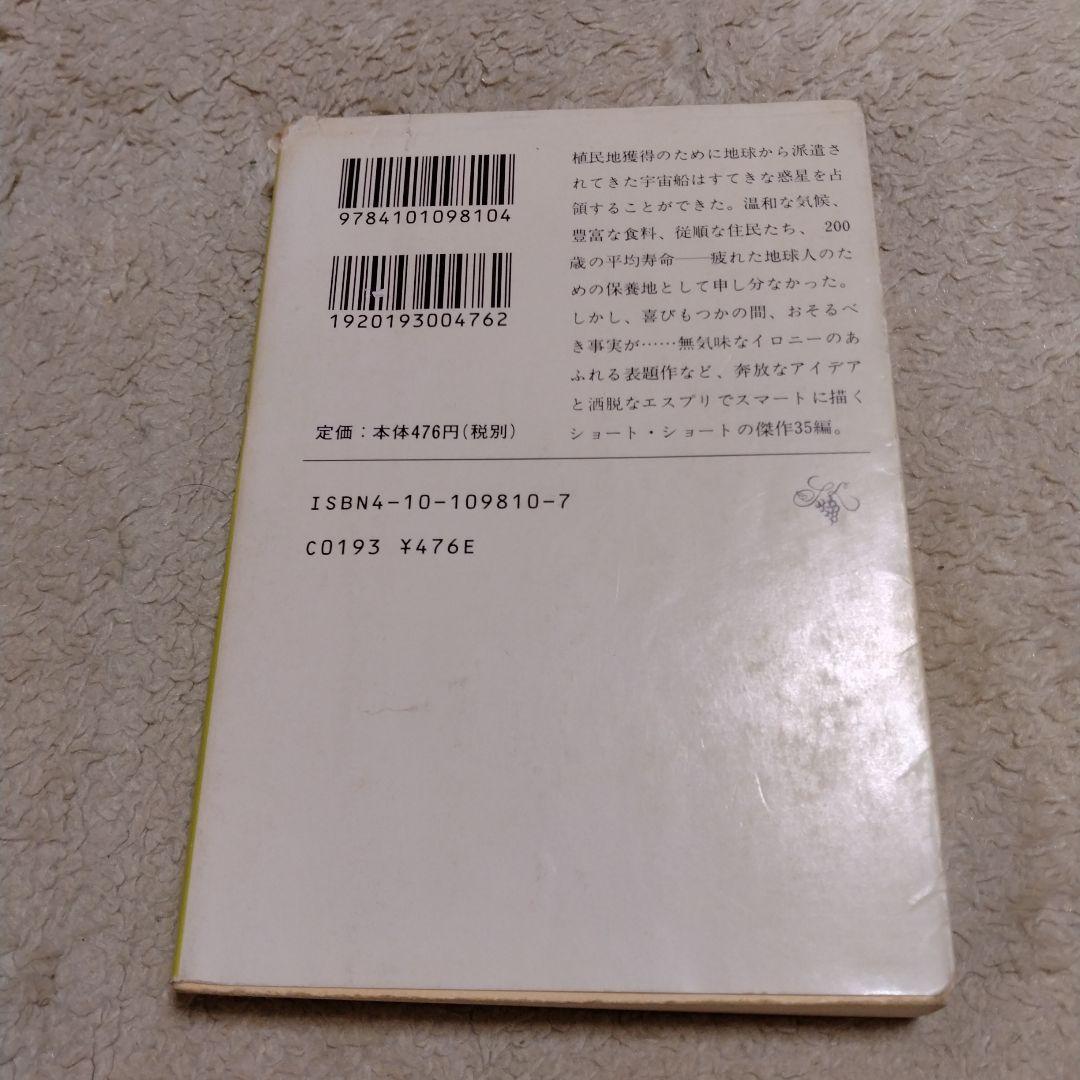 9784101098104
1920193004762
定価：本体476円（税別）
植民地獲得のために地球から派遣さ
れてきた宇宙船はすてきな惑星を占
領することができた。温和な気候、
豊富な食料、従順な住民たち、200
歳の平均寿命──疲れた地球人のた
めの保養地として申し分なかった。
しかし、喜びもつかの間、おそるべ
き事実が……無気味なイロニーのあ
ふれる表題作など、奔放なアイデア
と洒脱なエスプリでスマートに描く
ショート・ショートの傑作35編。
ISBN4-10-109810-7
C0193 ¥476E